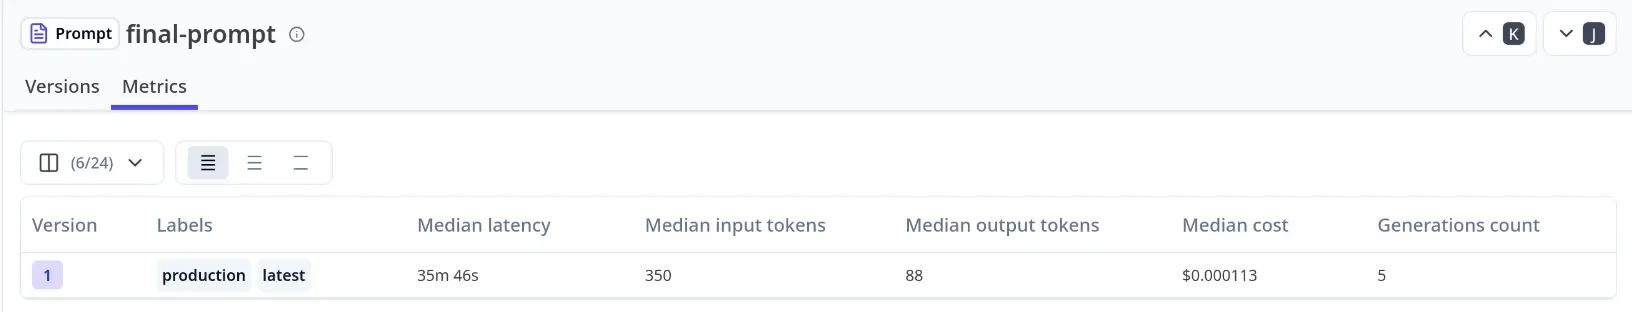 Prompt final-prompt K J
Versions Metrics
(6/24)
Version Labels Median latency Median input tokens Median output tokens Median cost Generations count
1 production latest 35m 46s 350 88 $0.000113 5